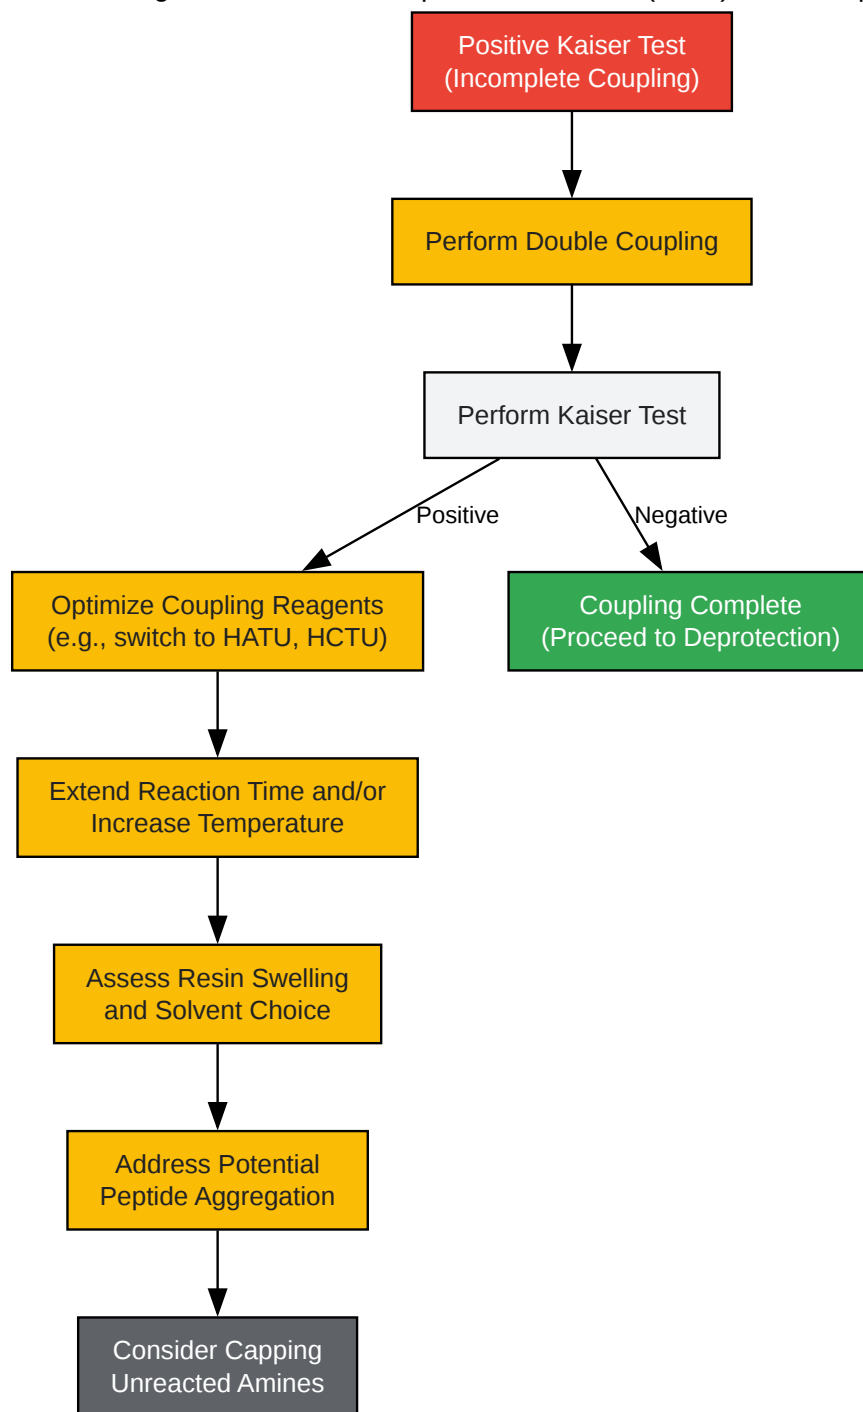 Positive Kaiser Test
(Incomplete Coupling)
Perform Double Coupling
Perform Kaiser Test
Positive
Negative
Optimize Coupling Reagents
(e.g., switch to HATU, HCTU)
Coupling Complete
(Proceed to Deprotection)
Extend Reaction Time and/or
Increase Temperature
Assess Resin Swelling
and Solvent Choice
Address Potential
Peptide Aggregation
Consider Capping
Unreacted Amines